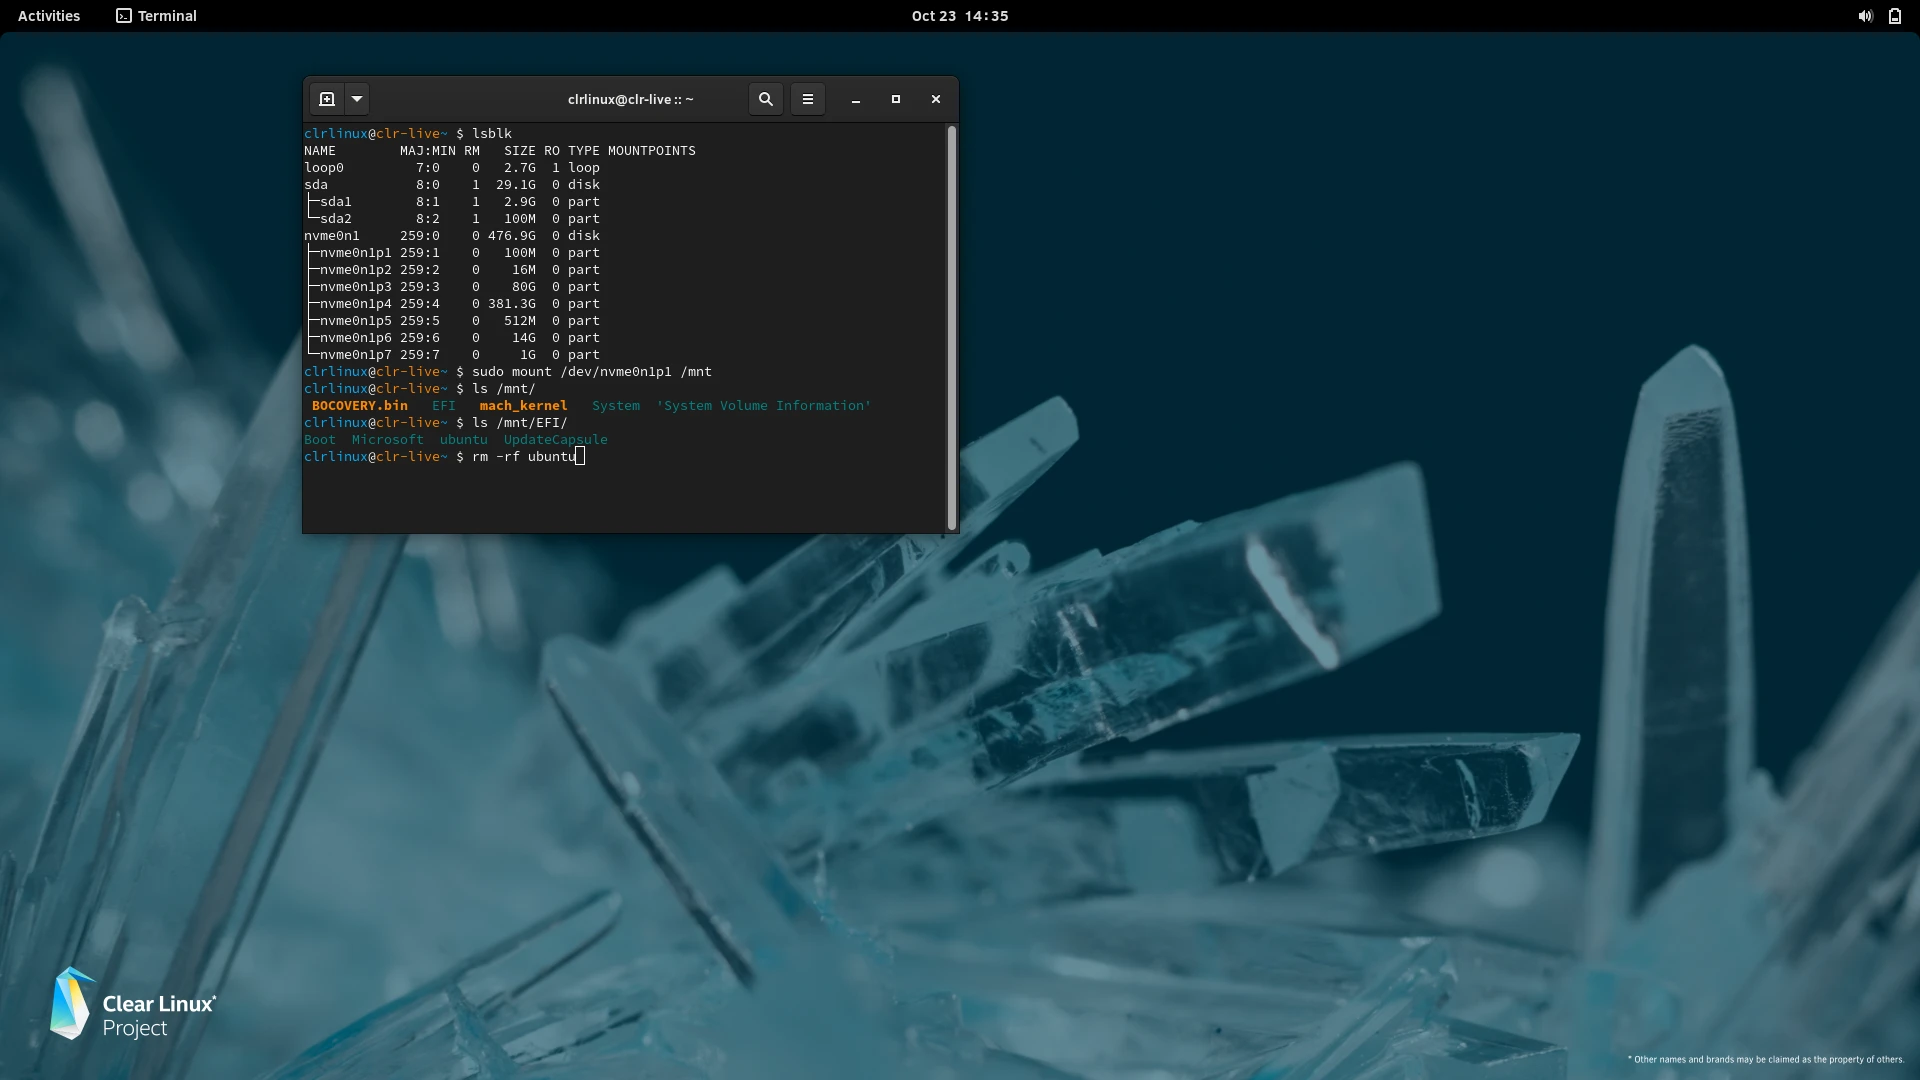 Activities Terminal Oct 23 14:35
clrlinux@clr-live:: ~
clrlinux@clr-live~ $ lsblk
NAME        MAJ:MIN RM   SIZE RO TYPE MOUNTPOINTS
loop0         7:0    0   2.7G  1 loop
sda           8:0    1  29.1G  0 disk
├─sda1        8:1    1   2.9G  0 part
└─sda2        8:2    1   100M  0 part
nvme0n1     259:0    0 476.9G  0 disk
├─nvme0n1p1 259:1    0   100M  0 part
├─nvme0n1p2 259:2    0    16M  0 part
├─nvme0n1p3 259:3    0    80G  0 part
├─nvme0n1p4 259:4    0 381.3G  0 part
├─nvme0n1p5 259:5    0   512M  0 part
├─nvme0n1p6 259:6    0    14G  0 part
└─nvme0n1p7 259:7    0     1G  0 part
clrlinux@clr-live~ $ sudo mount /dev/nvme0n1p1 /mnt
clrlinux@clr-live~ $ ls /mnt/
BOCOVERY.bin   EFI   mach_kernel   System  'System Volume Information'
clrlinux@clr-live~ $ ls /mnt/EFI/
Boot  Microsoft  ubuntu  UpdateCapsule
clrlinux@clr-live~ $ rm -rf ubuntu
Clear Linux*
Project
* Other names and brands may be claimed as the property of others.